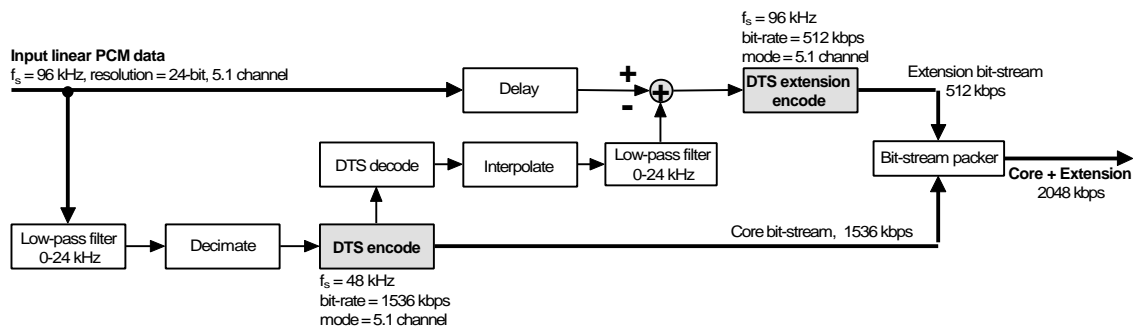 fs = 96 kHz
bit-rate = 512 kbps
mode = 5.1 channel
Input linear PCM data
fs = 96 kHz, resolution = 24-bit, 5.1 channel
Delay
+
-
+
DTS extension
encode
Extension bit-stream
512 kbps
DTS decode
Interpolate
Low-pass filter
0-24 kHz
Bit-stream packer
Core + Extension
2048 kbps
Low-pass filter
0-24 kHz
Decimate
DTS encode
Core bit-stream, 1536 kbps
fs = 48 kHz
bit-rate = 1536 kbps
mode = 5.1 channel